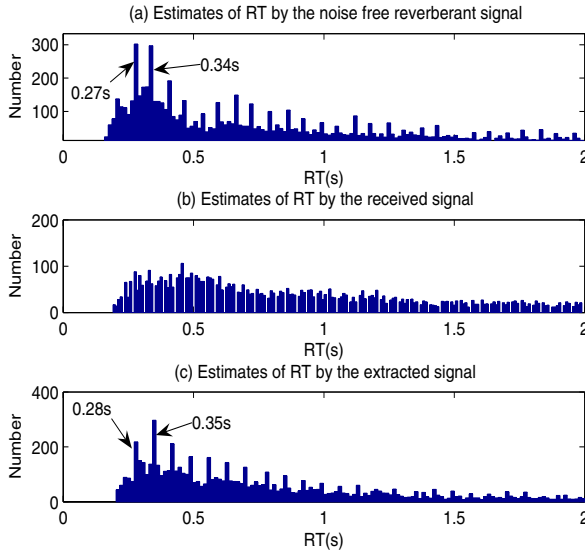 (a) Estimates of RT by the noise free reverberant signal
Number
300
200
100
0.27s
0.34s
0 0.5 1 1.5 2
RT(s)
(b) Estimates of RT by the received signal
Number
200
100
0
0 0.5 1 1.5 2
RT(s)
(c) Estimates of RT by the extracted signal
Number
400
200
0
0.28s
0.35s
0 0.5 1 1.5 2
RT(s)